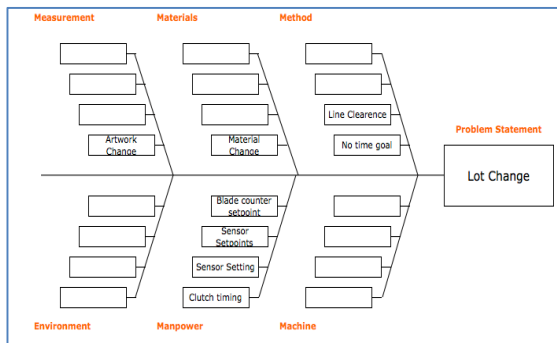 Measurement
Materials
Method
Line Clearence
Artwork
Change
Material
Change
No time goal
Problem Statement
Lot Change
Blade counter
setpoint
Sensor
Setpoints
Sensor Setting
Clutch timing
Environment
Manpower
Machine